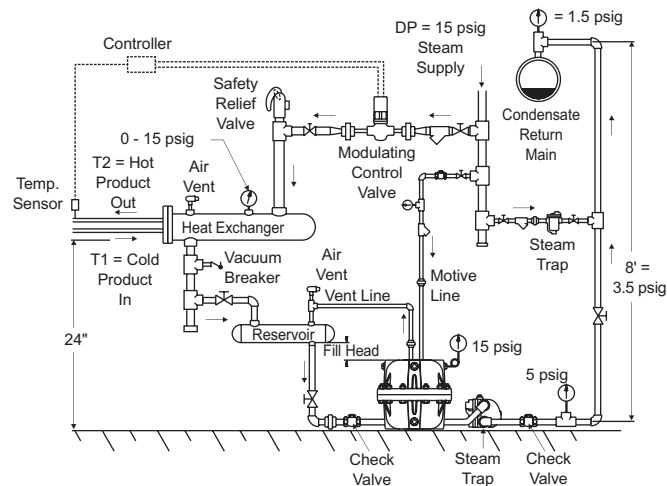 Controller
Safety
Relief
Valve
DP = 15 psig
Steam
Supply
= 1.5 psig
Condensate
Return
Main
0 - 15 psig
Modulating
Control
Valve
T2 = Hot
Product
Out
Air
Vent
Temp.
Sensor
Heat Exchanger
Steam
Trap
T1 = Cold
Product
In
Vacuum
Breaker
Air
Vent
Vent Line
Motive
Line
8' =
3.5 psig
24"
Reservoir
Fill Head
15 psig
5 psig
Check
Valve
Steam
Trap
Check
Valve